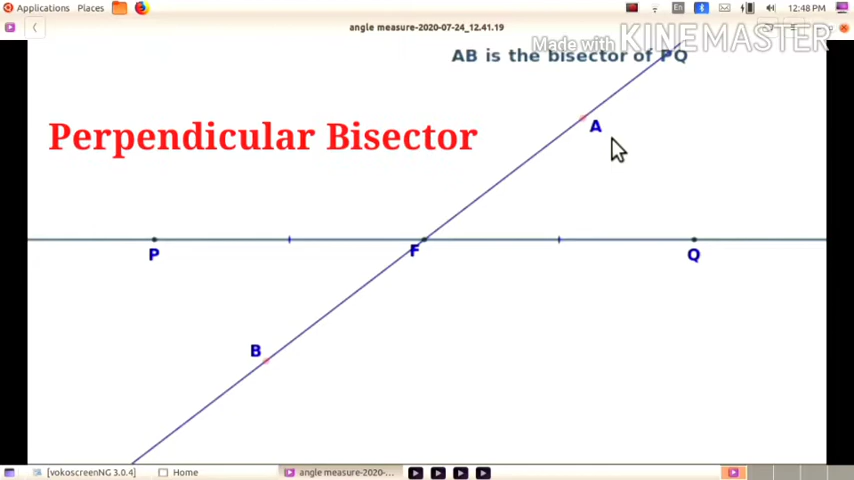 Applications Places En 12:48 PM
angle measure-2020-07-24_12.41.19
Made with KINEMASTER
AB is the bisector of PQ
Perpendicular Bisector
A
P F Q
B
[vokoscreenNG 3.0.4] Home angle measure-2020-...